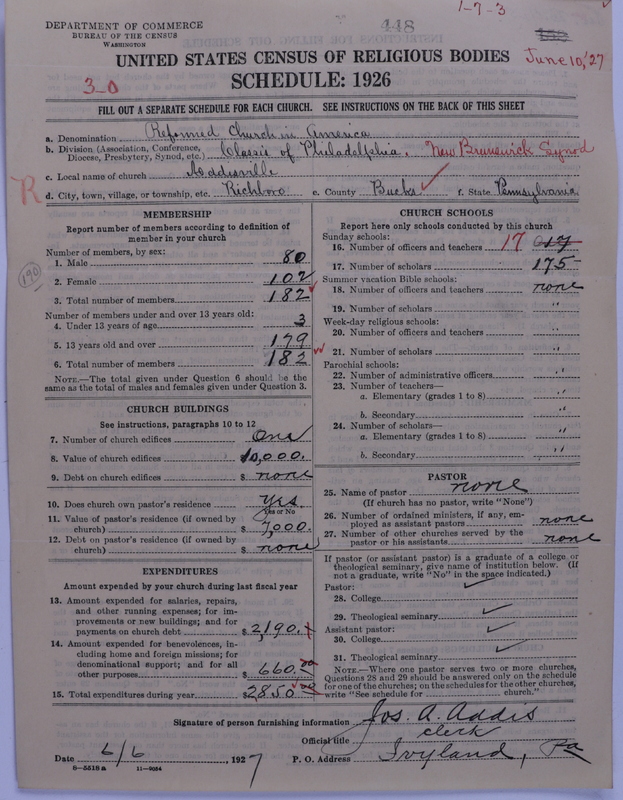 1-7-3
448
DEPARTMENT OF COMMERCE
BUREAU OF THE CENSUS
WASHINGTON
UNITED STATES CENSUS OF RELIGIOUS BODIES
June 10, '27
3-0
SCHEDULE: 1926
FILL OUT A SEPARATE SCHEDULE FOR EACH CHURCH. SEE INSTRUCTIONS ON THE BACK OF THIS SHEET
a. Denomination Reformed Church in America
b. Division (Association, Conference, Diocese, Presbytery, Synod, etc.) Classis of Philadelphia, New Brunswick Synod
c. Local name of church Addisville
R
d. City, town, village, or township, etc. Richboro e. County Bucks f. State Pennsylvania
MEMBERSHIP
Report number of members according to definition of
member in your church
Number of members, by sex:
1. Male 80
190
2. Female 102
3. Total number of members 182
Number of members under and over 13 years old:
4. Under 13 years of age 3
5. 13 years old and over 179
6. Total number of members 182
NOTE.—The total given under Question 6 should be the
same as the total of males and females given under Question 3.
CHURCH BUILDINGS
See instructions, paragraphs 10 to 12
7. Number of church edifices One
8. Value of church edifices $10,000.
9. Debt on church edifices $ none
10. Does church own pastor's residence yes
Yes or No
11. Value of pastor's residence (if owned by
church) $7,000.
12. Debt on pastor's residence (if owned by
church) $ none
EXPENDITURES
Amount expended by your church during last fiscal year
13. Amount expended for salaries, repairs,
and other running expenses; for im-
provements or new buildings; and for
payments on church debt $2,190.
14. Amount expended for benevolences, in-
cluding home and foreign missions; for
denominational support; and for all
other purposes $ 660.00
15. Total expenditures during year $2850.00
CHURCH SCHOOLS
Report here only schools conducted by this church
Sunday schools:
16. Number of officers and teachers 17 017
17. Number of scholars 175
Summer vacation Bible schools:
18. Number of officers and teachers none
19. Number of scholars "
Week-day religious schools:
20. Number of officers and teachers "
21. Number of scholars "
Parochial schools:
22. Number of administrative officers "
23. Number of teachers—
a. Elementary (grades 1 to 8) "
b. Secondary "
24. Number of scholars—
a. Elementary (grades 1 to 8) "
b. Secondary "
PASTOR
25. Name of pastor none
(If church has no pastor, write "None")
26. Number of ordained ministers, if any, em-
ployed as assistant pastors none
27. Number of other churches served by the
pastor or his assistants none
If pastor (or assistant pastor) is a graduate of a college or
theological seminary, give name of institution below. (If
not a graduate, write "No" in the space indicated.)
Pastor:
28. College
29. Theological seminary
Assistant pastor:
30. College
31. Theological seminary
NOTE.—Where one pastor serves two or more churches,
Questions 28 and 29 should be answered only on the schedule
for one of the churches; on the schedules for the other churches,
write "See schedule for church."
Signature of person furnishing information Jos. A. Addis
Official title clerk
Date 6/6 1927 P. O. Address Ivyland, Pa
8-5518a 11-9054